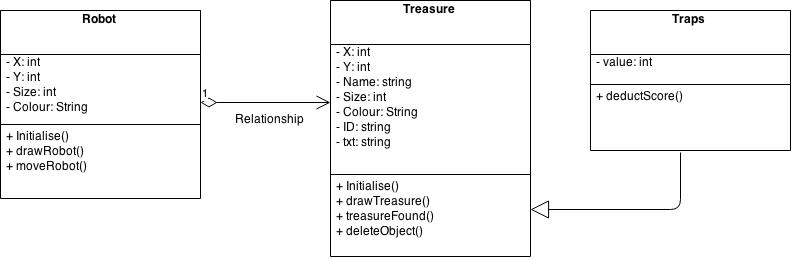 Robot
- X: int
- Y: int
- Size: int
- Colour: String
+ Initialise()
+ drawRobot()
+ moveRobot()
1
Relationship
Treasure
- X: int
- Y: int
- Name: string
- Size: int
- Colour: String
- ID: string
- txt: string
+ Initialise()
+ drawTreasure()
+ treasureFound()
+ deleteObject()
Traps
- value: int
+ deductScore()